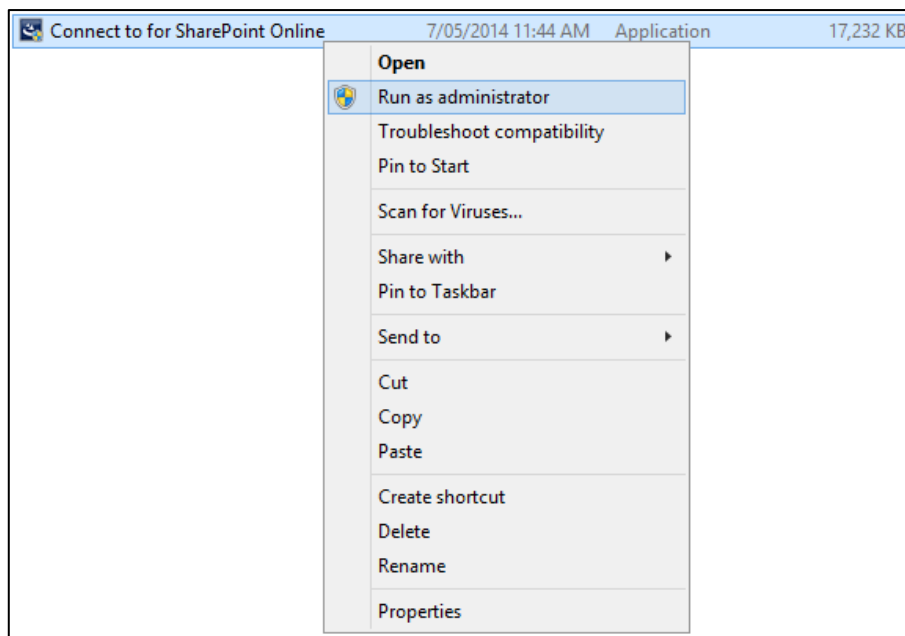 Connect to for SharePoint Online 7/05/2014 11:44 AM Application 17,232 KB
Open
Run as administrator
Troubleshoot compatibility
Pin to Start
Scan for Viruses...
Share with
Pin to Taskbar
Send to
Cut
Copy
Paste
Create shortcut
Delete
Rename
Properties